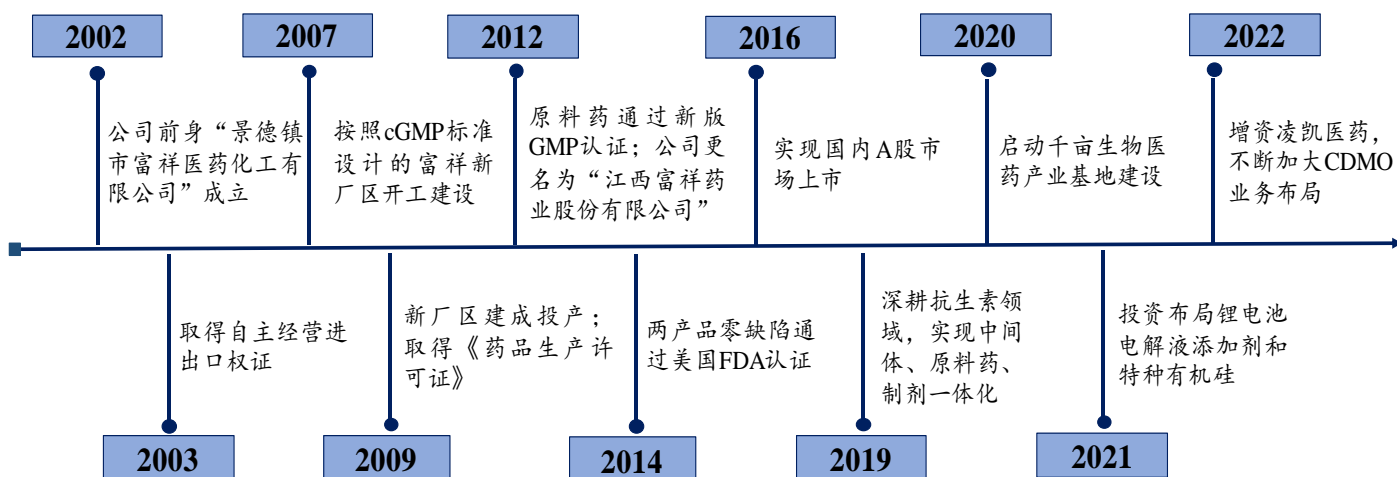 2002
2007
2012
2016
2020
2022
公司前身“景德镇
市富祥医药化工有
限公司”成立
按照cGMP标准
设计的富祥新
厂区开工建设
原料药通过新版
GMP认证；公司更
名为“江西富祥药
业股份有限公司”
实现国内A股市
场上市
启动千亩生物医
药产业基地建设
增资凌凯医药，
不断加大CDMO
业务布局
取得自主经营进
出口权证
新厂区建成投产；
取得《药品生产许
可证》
两产品零缺陷通
过美国FDA认证
深耕抗生素领
域，实现中间
体、原料药、
制剂一体化
投资布局锂电池
电解液添加剂和
特种有机硅
2003
2009
2014
2019
2021